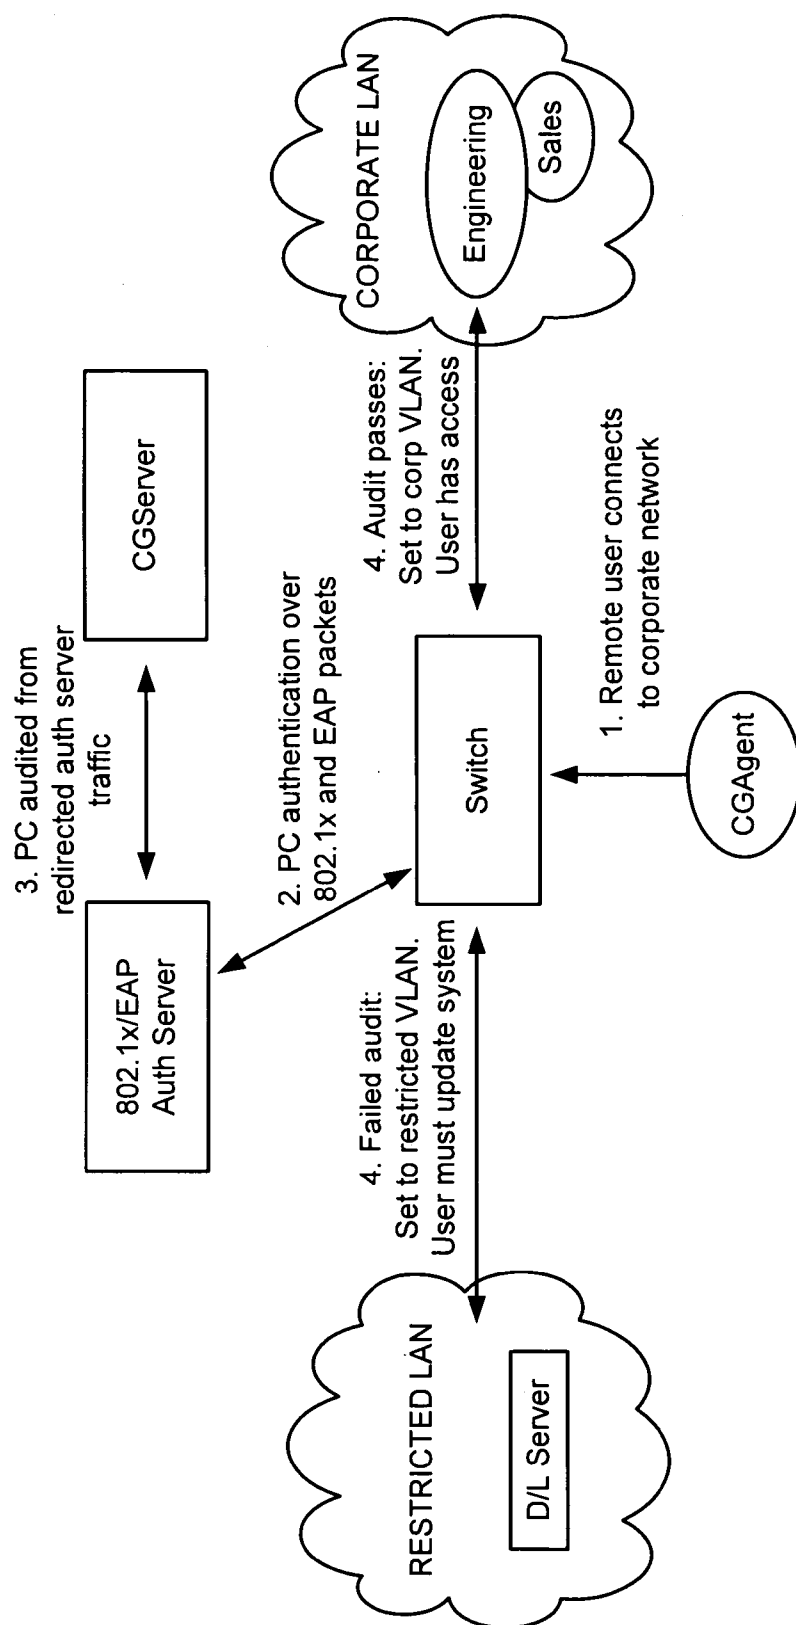 3. PC audited from
redirected auth server
traffic
802.1x/EAP
Auth Server
CGServer
2. PC authentication over
802.1x and EAP packets
4. Failed audit:
Set to restricted VLAN.
User must update system
Switch
4. Audit passes:
Set to corp VLAN.
User has access
RESTRICTED LAN
D/L Server
CORPORATE LAN
Engineering
Sales
1. Remote user connects
to corporate network
CGAgent